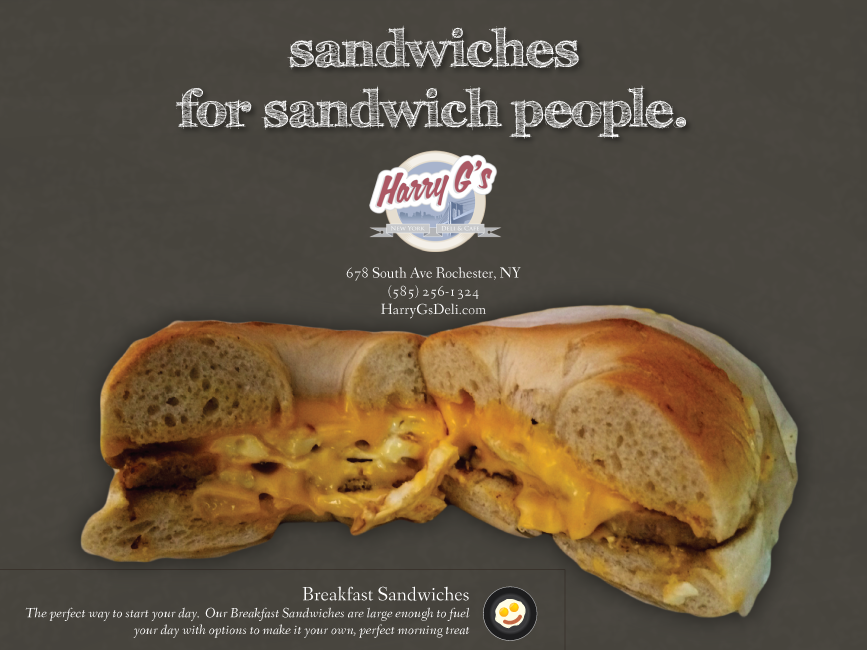 sandwiches
for sandwich people.
Harry G's
NEW YORK DELI & CAFE
678 South Ave Rochester, NY
(585) 256-1324
HarryGsDeli.com
Breakfast Sandwiches
The perfect way to start your day. Our Breakfast Sandwiches are large enough to fuel
your day with options to make it your own, perfect morning treat